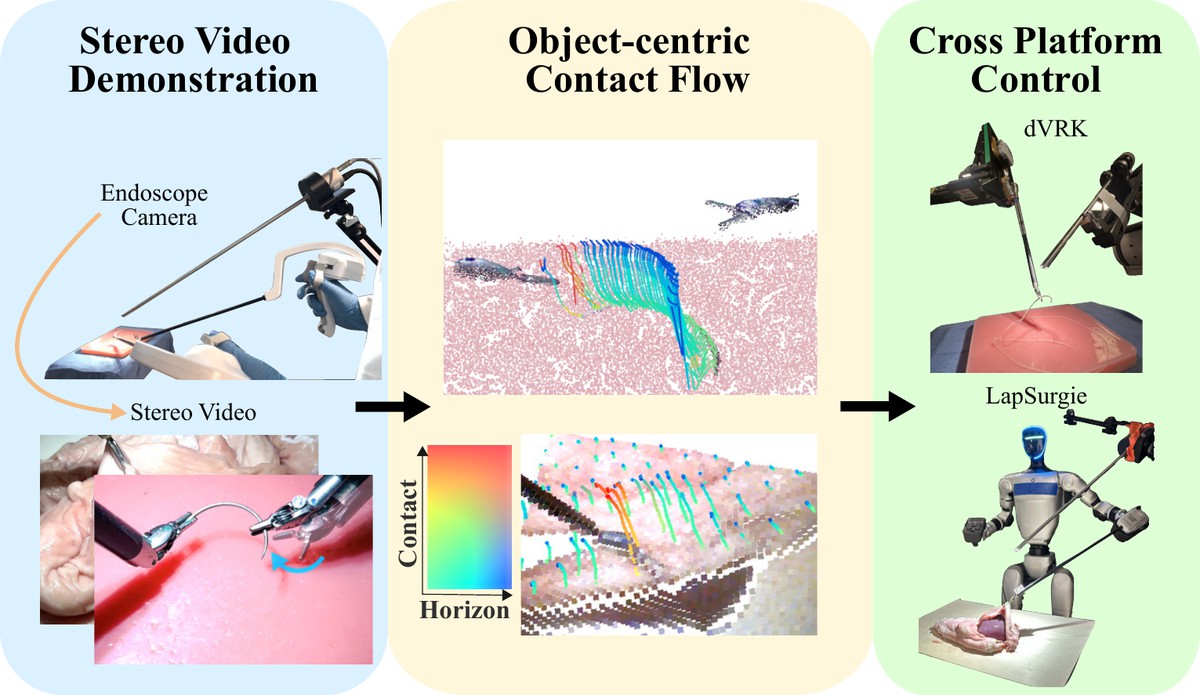 Stereo Video
Demonstration
Endoscope
Camera
Stereo Video
Object-centric
Contact Flow
Contact
Horizon
Cross Platform
Control
dVRK
LapSurgie